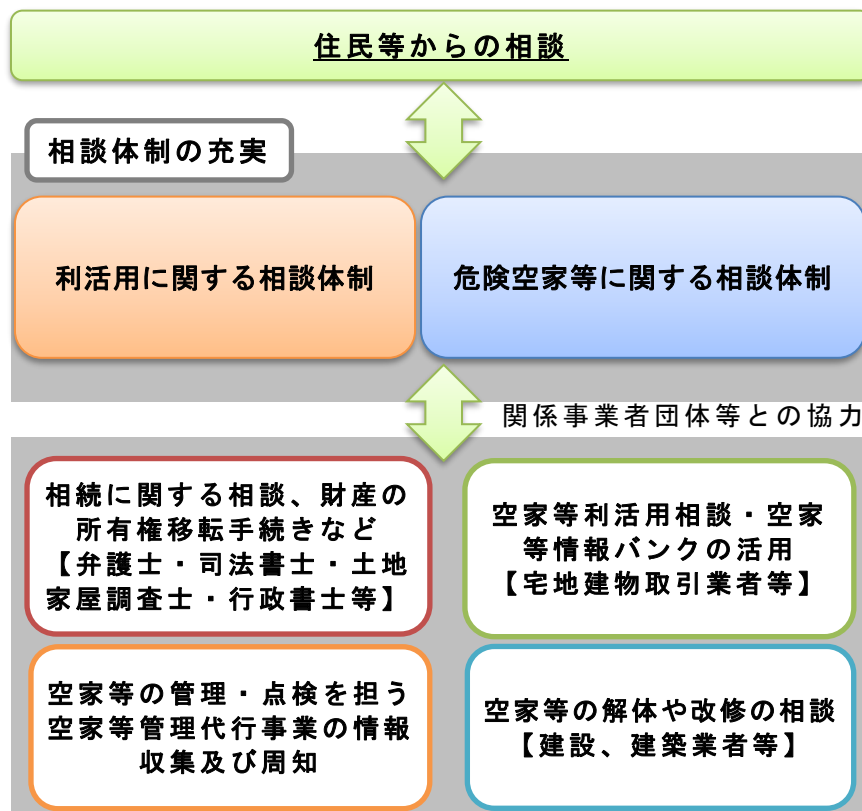 住民等からの相談
相談体制の充実
利活用に関する相談体制
危険空家等に関する相談体制
関係事業者団体等との協力
相続に関する相談、財産の
所有権移転手続きなど
【弁護士・司法書士・土地
家屋調査士・行政書士等】
空家等利活用相談・空家
等情報バンクの活用
【宅地建物取引業者等】
空家等の管理・点検を担う
空家等管理代行事業の情報
収集及び周知
空家等の解体や改修の相談
【建設、建築業者等】